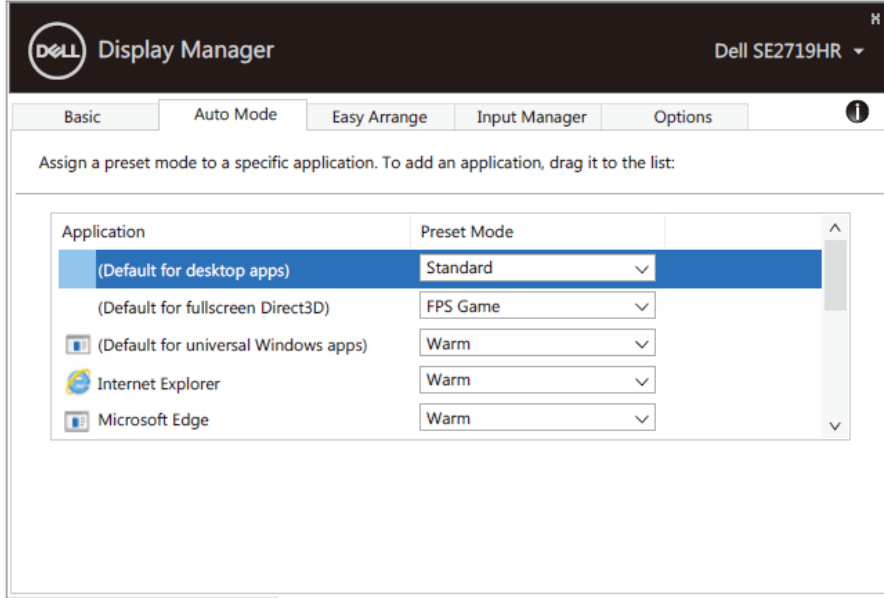 DELL Display Manager
Dell SE2719HR
Basic Auto Mode Easy Arrange Input Manager Options
Assign a preset mode to a specific application. To add an application, drag it to the list:
Application Preset Mode
(Default for desktop apps) Standard
(Default for fullscreen Direct3D) FPS Game
(Default for universal Windows apps) Warm
Internet Explorer Warm
Microsoft Edge Warm